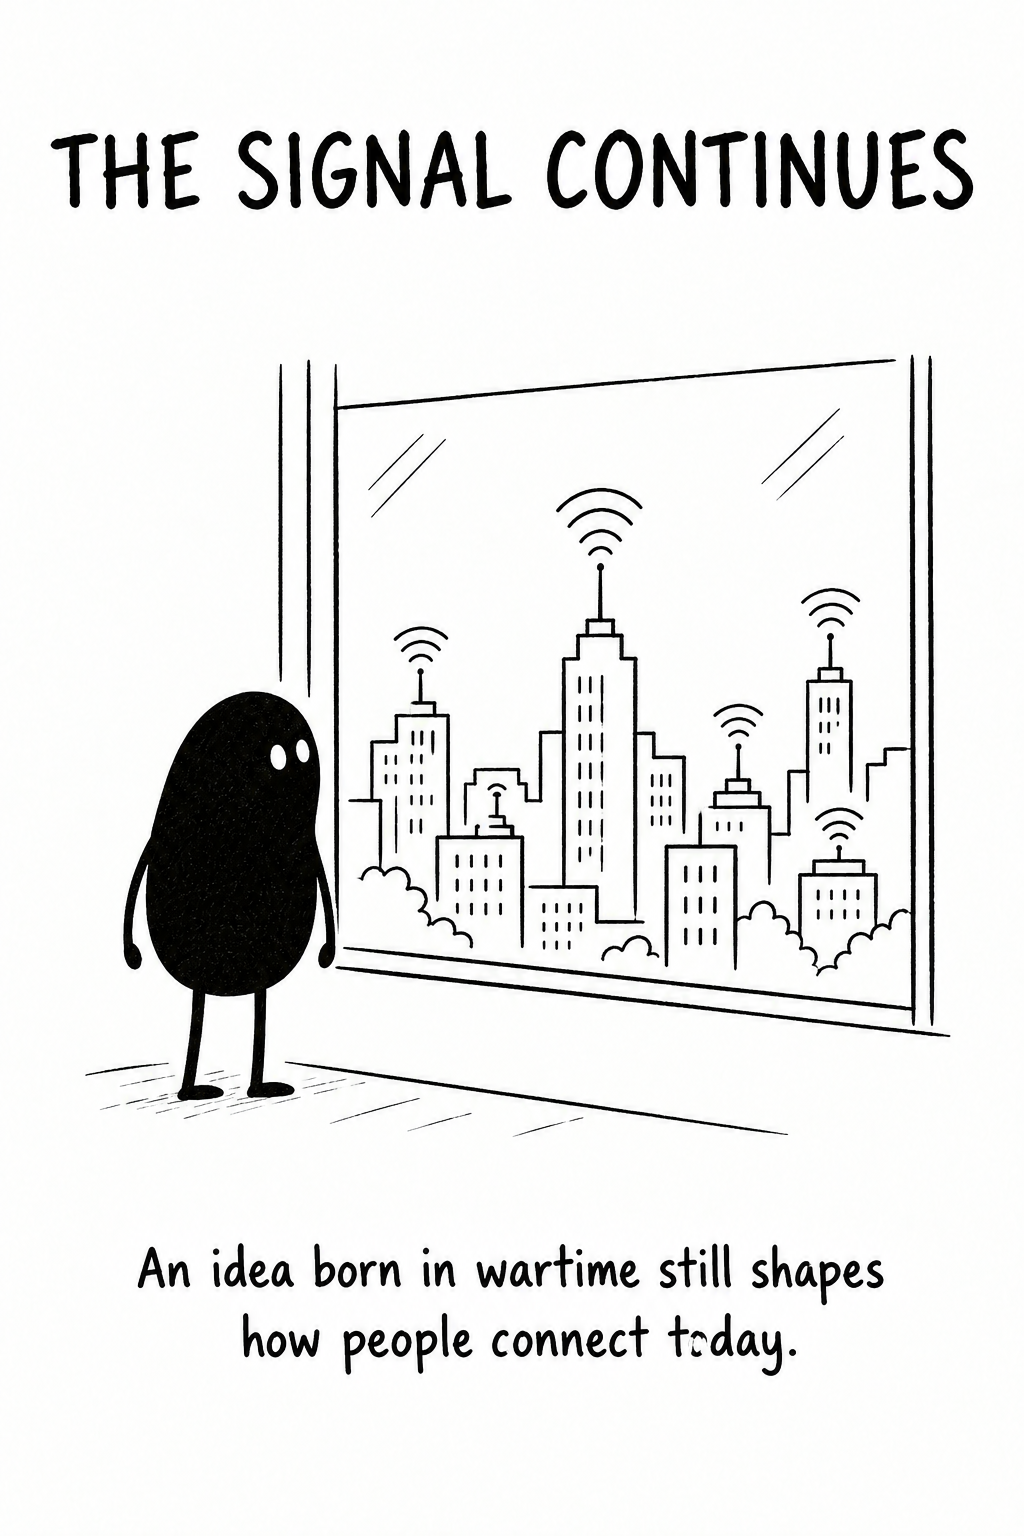 THE SIGNAL CONTINUES
An idea born in wartime still shapes
how people connect today.